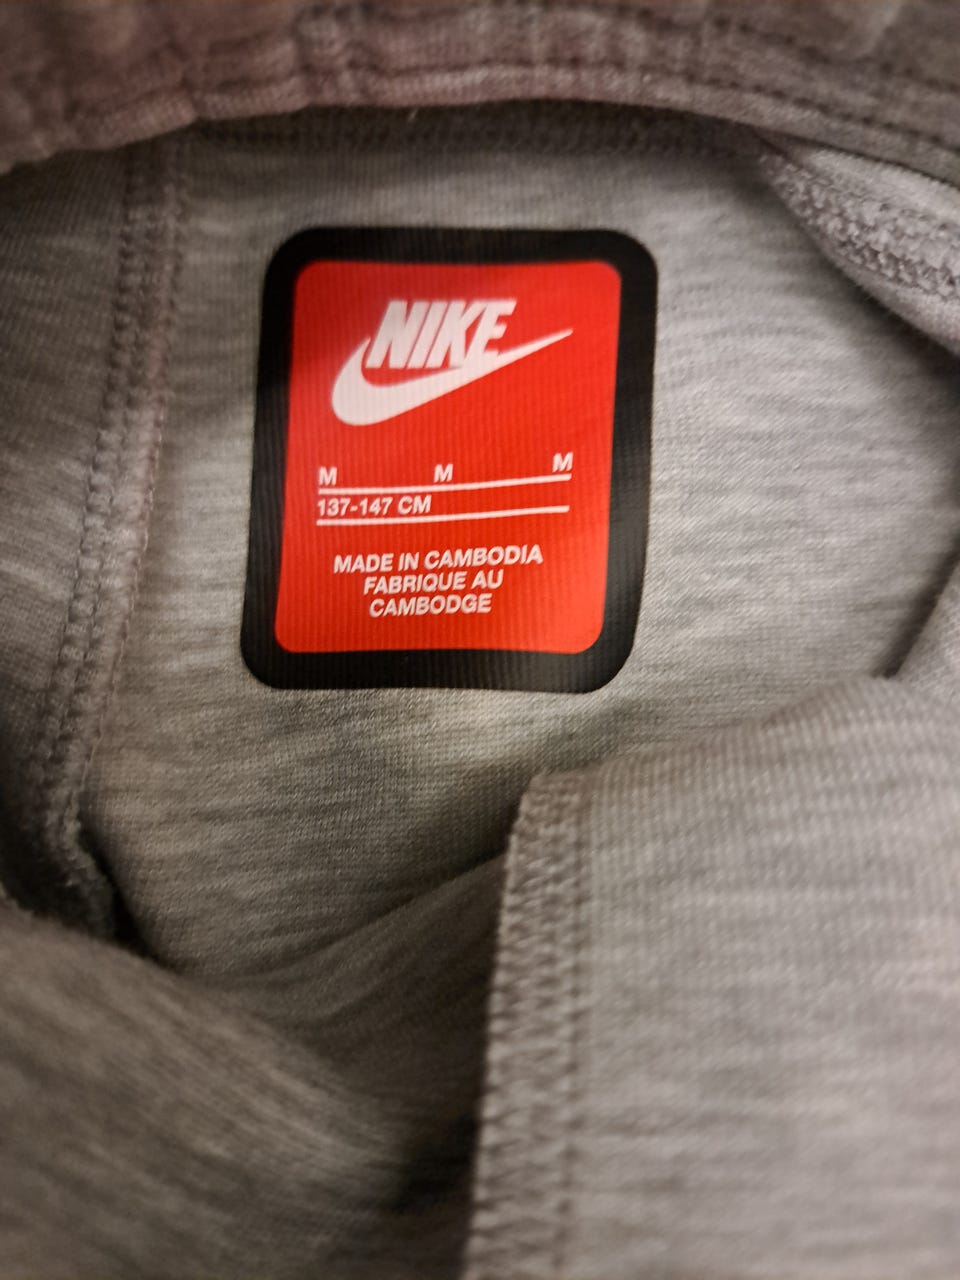 NIKE
M M M
137-147 CM
MADE IN CAMBODIA
FABRIQUE AU
CAMBODGE